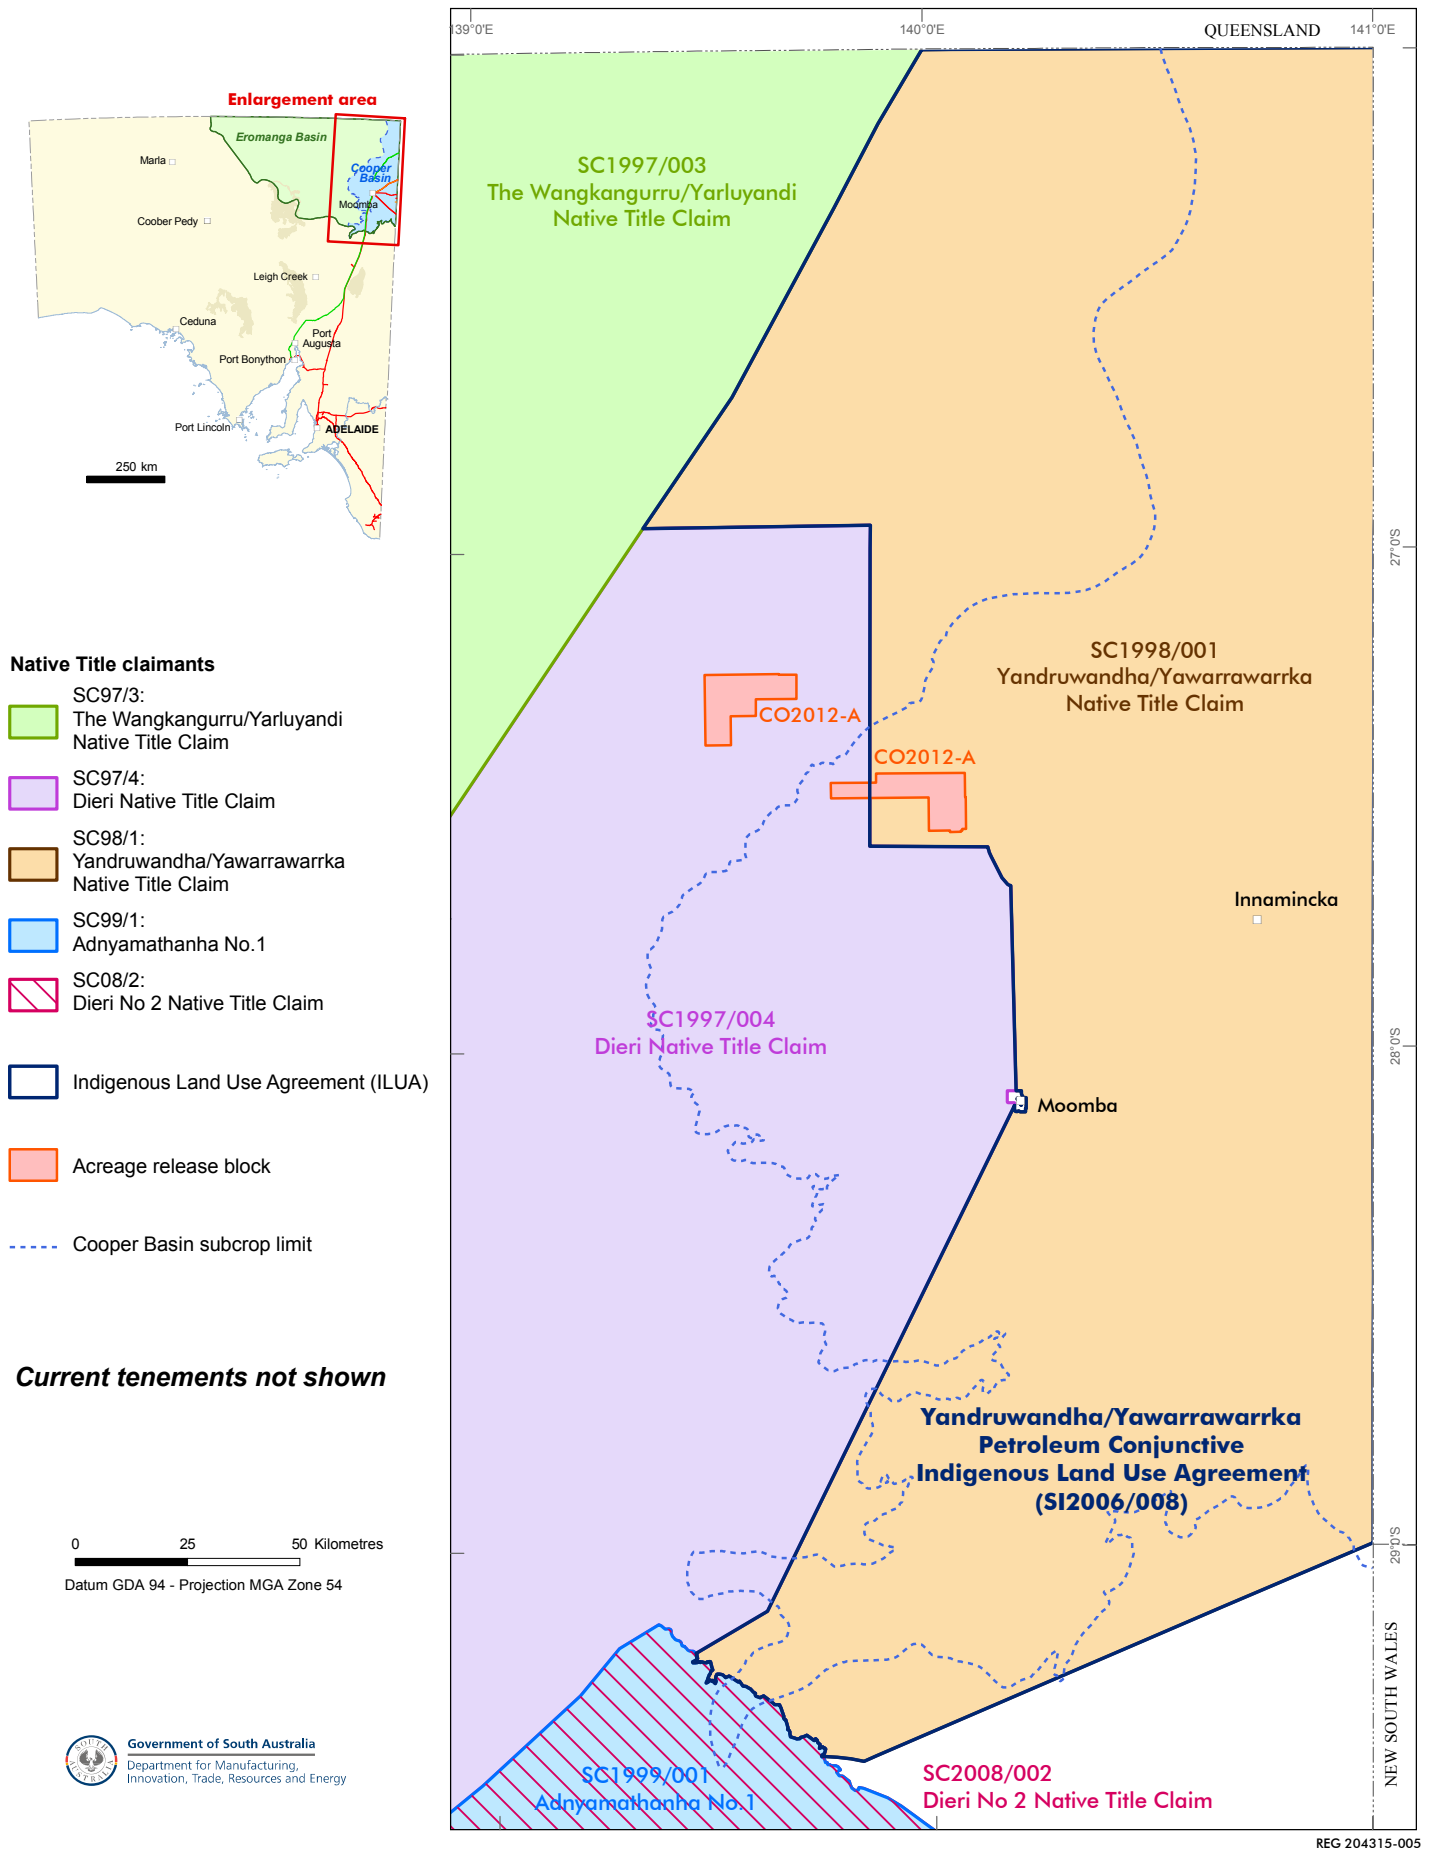 139°0'E
140°0'E
QUEENSLAND
141°0'E
Enlargement area
Eromanga Basin
Marla
Cooper
Basin
Moomba
Coober Pedy
Leigh Creek
Ceduna
Port
Augusta
Port Bonython
Port Lincoln
ADELAIDE
250 km
SC1997/003
The Wangkangurru/Yarluyandi
Native Title Claim
27°0'S
SC1998/001
Yandruwandha/Yawarrawarrka
Native Title Claim
CO2012-A
CO2012-A
Innamincka
SC1997/004
Dieri Native Title Claim
28°0'S
Moomba
Yandruwandha/Yawarrawarrka
Petroleum Conjunctive
Indigenous Land Use Agreement
(SI2006/008)
29°0'S
NEW SOUTH WALES
SC1999/001
Adnyamathanha No.1
SC2008/002
Dieri No 2 Native Title Claim
Native Title claimants
SC97/3:
The Wangkangurru/Yarluyandi
Native Title Claim
SC97/4:
Dieri Native Title Claim
SC98/1:
Yandruwandha/Yawarrawarrka
Native Title Claim
SC99/1:
Adnyamathanha No.1
SC08/2:
Dieri No 2 Native Title Claim
Indigenous Land Use Agreement (ILUA)
Acreage release block
Cooper Basin subcrop limit
Current tenements not shown
0 25 50 Kilometres
Datum GDA 94 - Projection MGA Zone 54
SOUTH AUSTRALIA
Government of South Australia
Department for Manufacturing,
Innovation, Trade, Resources and Energy
REG 204315-005